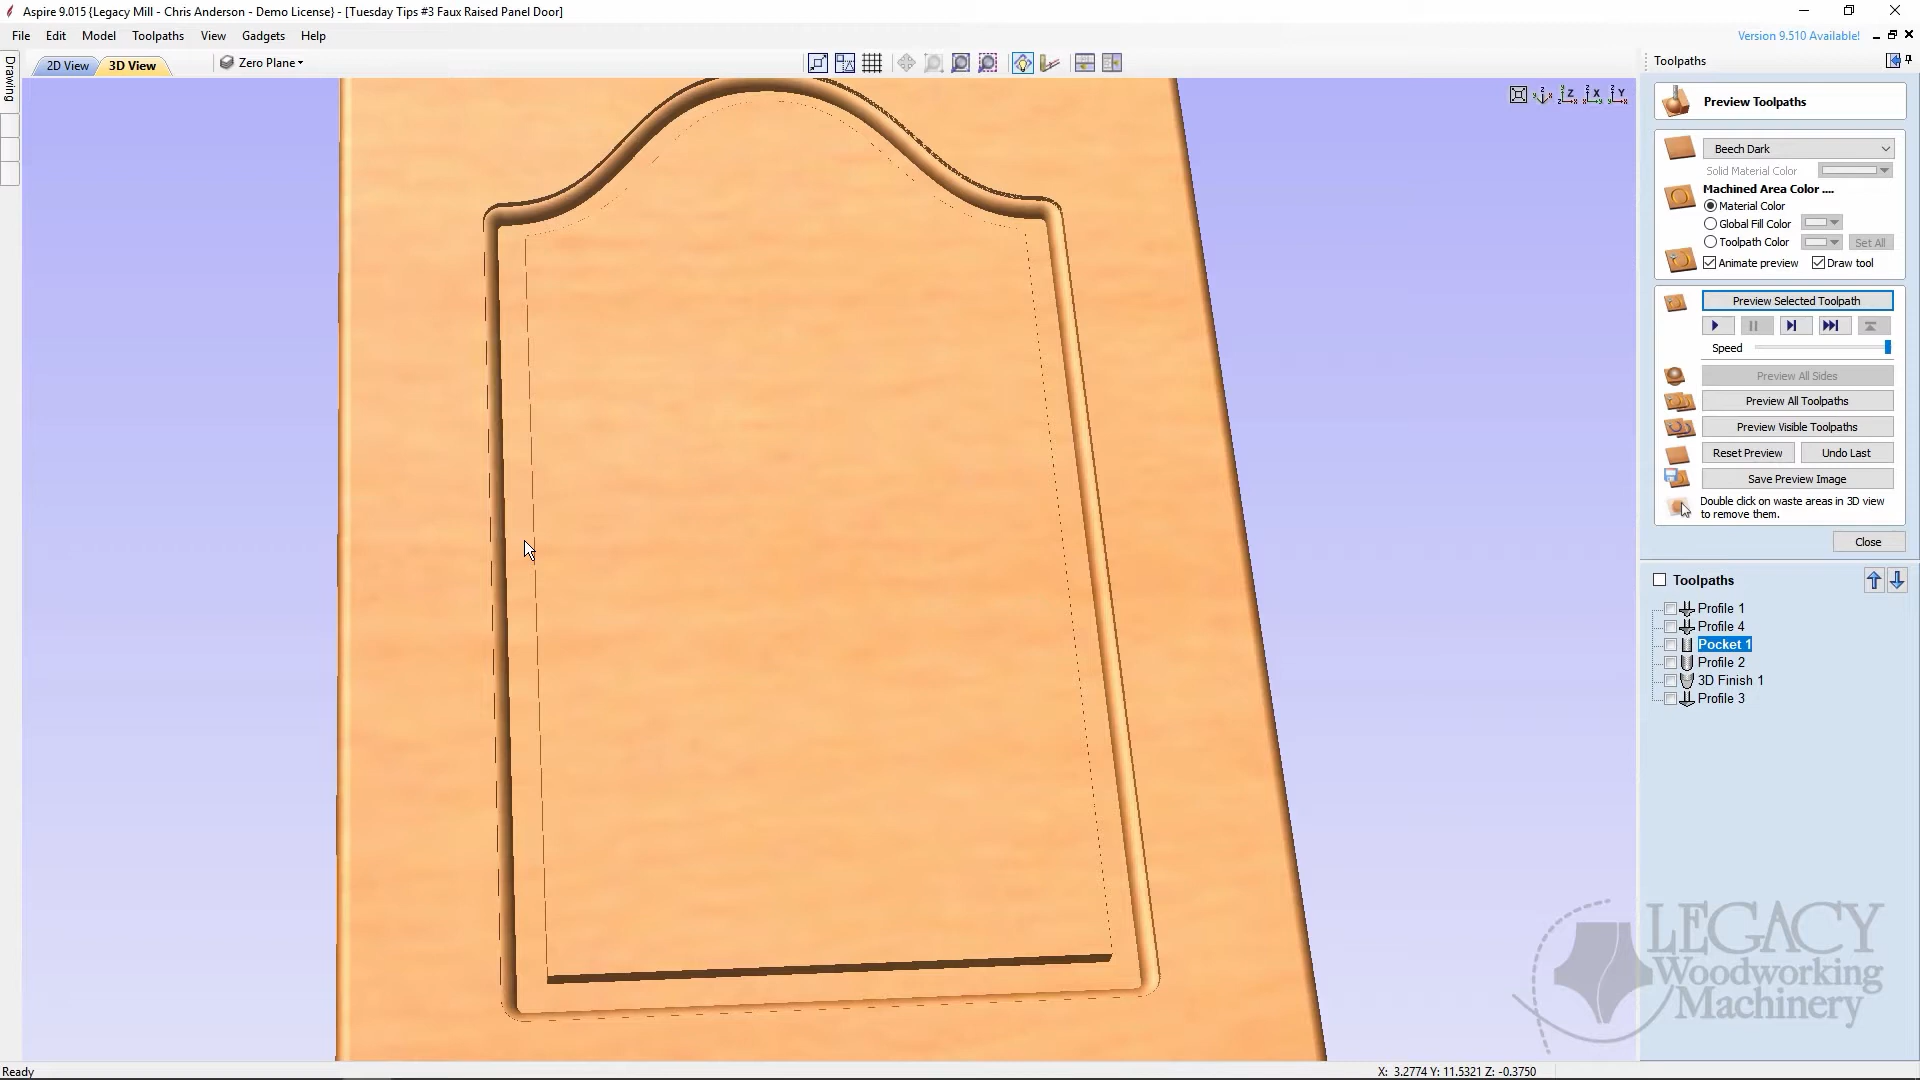 Aspire 9.015 {Legacy Mill - Chris Anderson - Demo License} - [Tuesday Tips #3 Faux Raised Panel Door]
File Edit Model Toolpaths View Gadgets Help
Version 9.510 Available!
Drawing
2D View 3D View
Zero Plane
Toolpaths
Preview Toolpaths
Beech Dark
Solid Material Color
Machined Area Color ....
Material Color
Global Fill Color
Toolpath Color Set All
Animate preview Draw tool
Preview Selected Toolpath
Speed
Preview All Sides
Preview All Toolpaths
Preview Visible Toolpaths
Reset Preview Undo Last
Save Preview Image
Double click on waste areas in 3D view
to remove them.
Close
Toolpaths
Profile 1
Profile 4
Pocket 1
Profile 2
3D Finish 1
Profile 3
LEGACY
Woodworking
Machinery
Ready
X: 3.2774 Y: 11.5321 Z: -0.3750